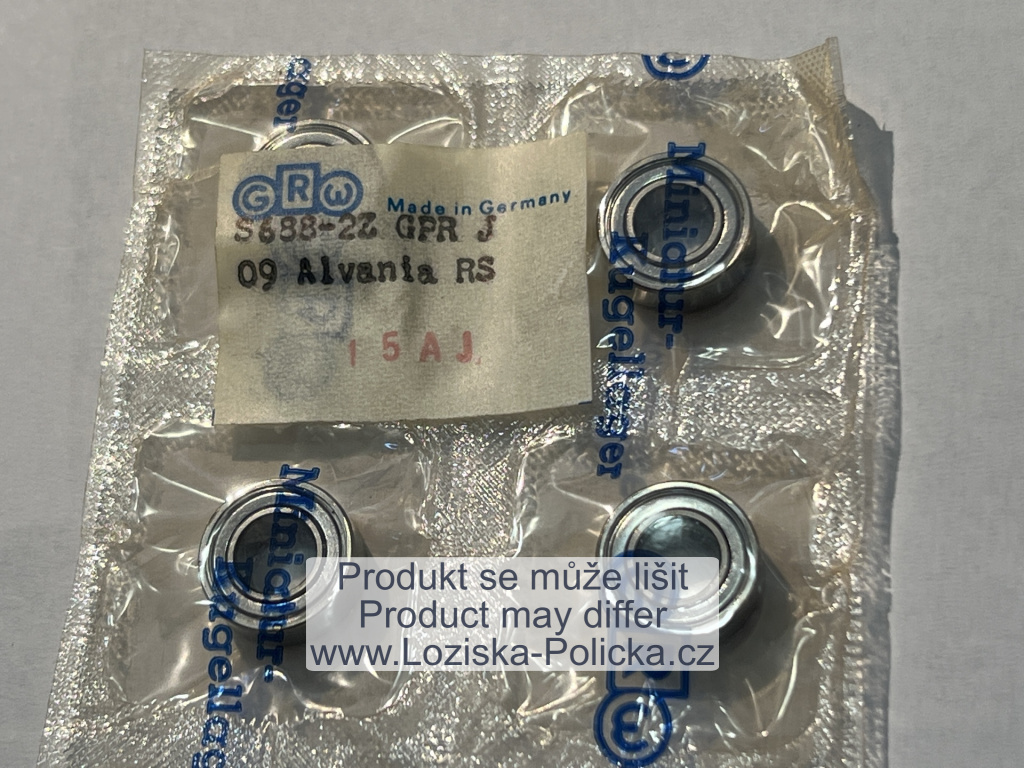 GRW
Made in Germany
S688-2Z GPR J
09 Alvania RS
15AJ
Miniatur-
Kugellager
Miniatur-
Kugellager
GRW
Produkt se může lišit
Product may differ
www.Loziska-Policka.cz